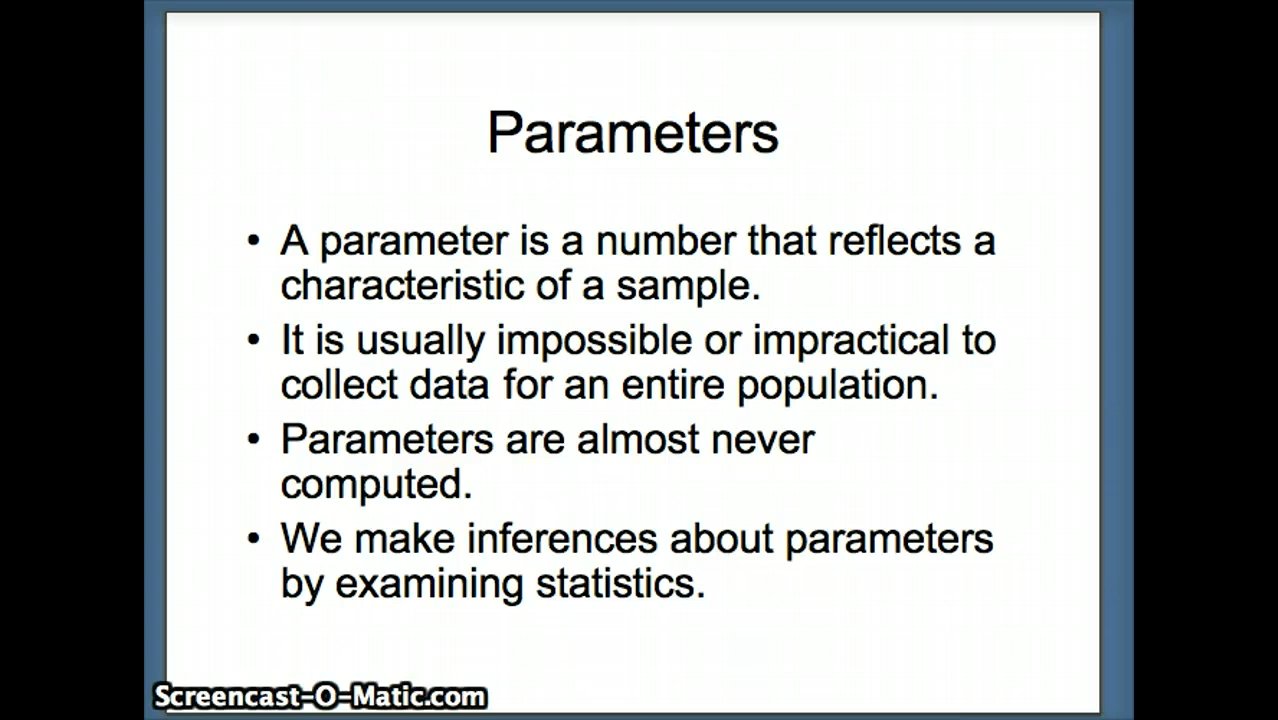 Parameters
• A parameter is a number that reflects a
characteristic of a sample.
• It is usually impossible or impractical to
collect data for an entire population.
• Parameters are almost never
computed.
• We make inferences about parameters
by examining statistics.
Screencast-O-Matic.com